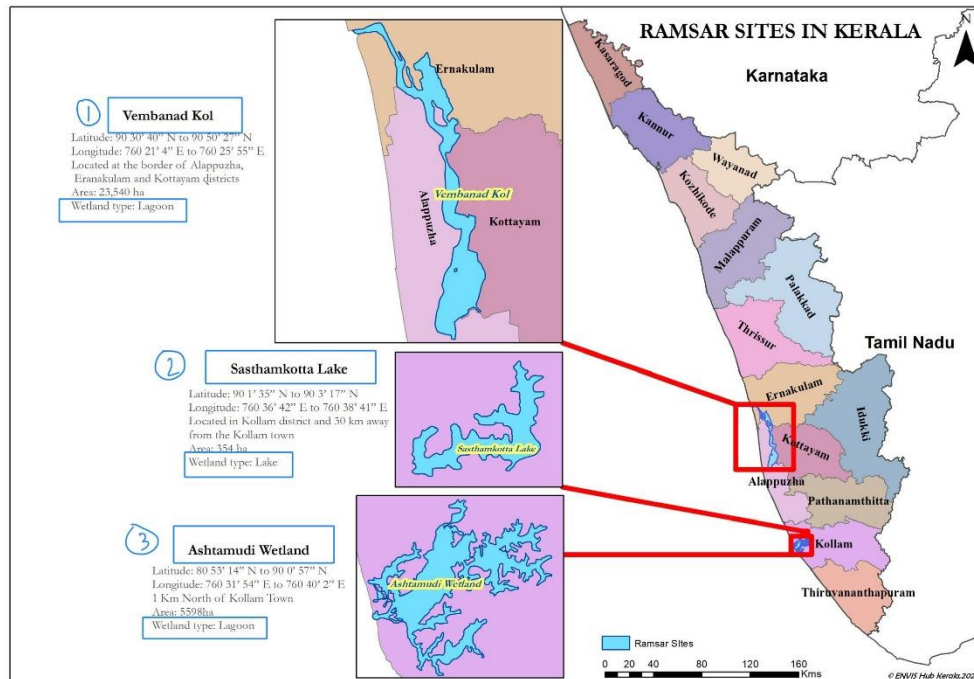 RAMSAR SITES IN KERALA
N
1
Vembanad Kol
Latitude: 90 30' 40" N to 90 50' 27" N
Longitude: 760 21' 4" E to 760 25' 55" E
Located at the border of Alappuzha,
Eranakulam and Kottayam districts
Area: 23,540 ha
Wetland type: Lagoon
2
Sasthamkotta Lake
Latitude: 90 1' 35" N to 90 3' 17" N
Longitude: 760 36' 42" E to 760 38' 41" E
Located in Kollam district and 30 km away
from the Kollam town
Area: 354 ha
Wetland type: Lake
3
Ashtamudi Wetland
Latitude: 80 53' 14" N to 90 0' 57" N
Longitude: 760 31' 54" E to 760 40' 2" E
1 Km North of Kollam Town
Area: 5598ha
Wetland type: Lagoon
Ernakulam
Vembanad Kol
Alappuzha
Kottayam
Sasthamkotta Lake
Ashtamudi Wetland
Karnataka
Kasaragod
Kannur
Wayanad
Kozhikode
Malappuram
Palakkad
Thrissur
Tamil Nadu
Ernakulam
Idukki
Kottayam
Alappuzha
Pathanamthitta
Kollam
Thiruvananthapuram
Ramsar Sites
0 20 40 80 120 160
Kms